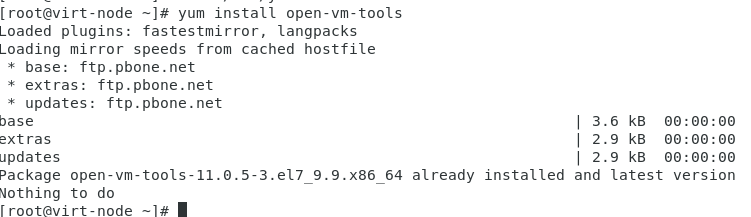 [root@virt-node ~]# yum install open-vm-tools
Loaded plugins: fastestmirror, langpacks
Loading mirror speeds from cached hostfile
 * base: ftp.pbone.net
 * extras: ftp.pbone.net
 * updates: ftp.pbone.net
base                                                            | 3.6 kB  00:00:00
extras                                                          | 2.9 kB  00:00:00
updates                                                         | 2.9 kB  00:00:00
Package open-vm-tools-11.0.5-3.el7_9.9.x86_64 already installed and latest version
Nothing to do
[root@virt-node ~]#